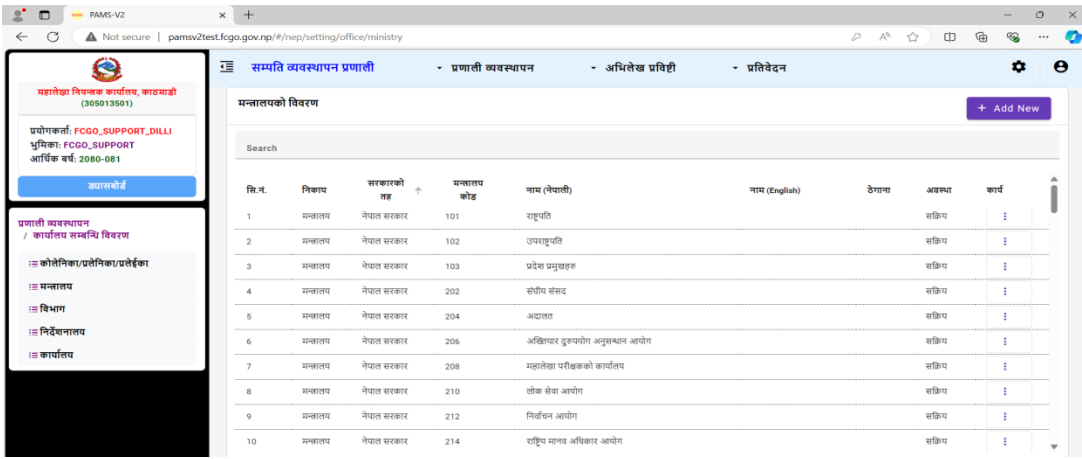 PAMS-V2
Not secure | pamsv2test.fcgo.gov.np/#/nep/setting/office/ministry
महालेखा नियन्त्रक कार्यालय, काठमाडौ
(305013501)
प्रयोगकर्ता: FCGO_SUPPORT_DILLI
भुमिका: FCGO_SUPPORT
आर्थिक बर्ष: 2080-081
ड्यासबोर्ड
प्रणाली व्यवस्थापन
/ कार्यालय सम्बन्धि विवरण
कोलेनिका/प्रलेनिका/प्रलेईका
मन्त्रालय
विभाग
निर्देशनालय
कार्यालय
सम्पति व्यवस्थापन प्रणाली प्रणाली व्यवस्थापन अभिलेख प्रविष्टी प्रतिवेदन
मन्त्रालयको विवरण
+ Add New
Search
सि.नं. निकाय सरकारको तह मन्त्रालय कोड नाम (नेपाली) नाम (English) ठेगाना अवस्था कार्य
1 मन्त्रालय नेपाल सरकार 101 राष्ट्रपति सक्रिय
2 मन्त्रालय नेपाल सरकार 102 उपराष्ट्रपति सक्रिय
3 मन्त्रालय नेपाल सरकार 103 प्रदेश प्रमुखहरु सक्रिय
4 मन्त्रालय नेपाल सरकार 202 संघीय संसद सक्रिय
5 मन्त्रालय नेपाल सरकार 204 अदालत सक्रिय
6 मन्त्रालय नेपाल सरकार 206 अख्तियार दुरुपयोग अनुसन्धान आयोग सक्रिय
7 मन्त्रालय नेपाल सरकार 208 महालेखा परीक्षकको कार्यालय सक्रिय
8 मन्त्रालय नेपाल सरकार 210 लोक सेवा आयोग सक्रिय
9 मन्त्रालय नेपाल सरकार 212 निर्वाचन आयोग सक्रिय
10 मन्त्रालय नेपाल सरकार 214 राष्ट्रिय मानव अधिकार आयोग सक्रिय